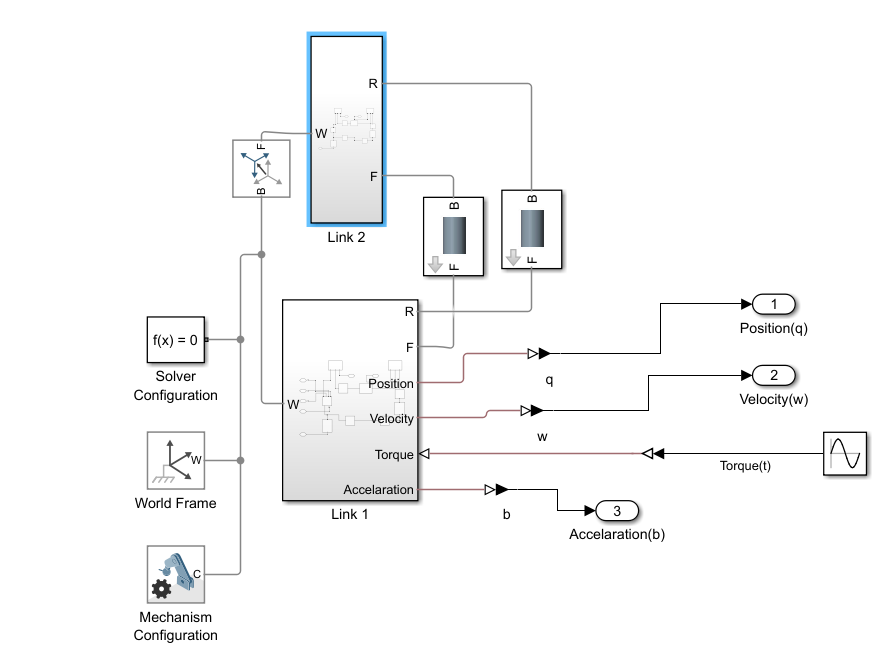 R
W
F
Link 2
F
B
B
F
B
F
Solver
Configuration
f(x) = 0
World Frame
W
Mechanism
Configuration
C
R
F
Position
W
Velocity
Torque
Accelaration
Link 1
q
w
b
1
Position(q)
2
Velocity(w)
Torque(t)
3
Accelaration(b)